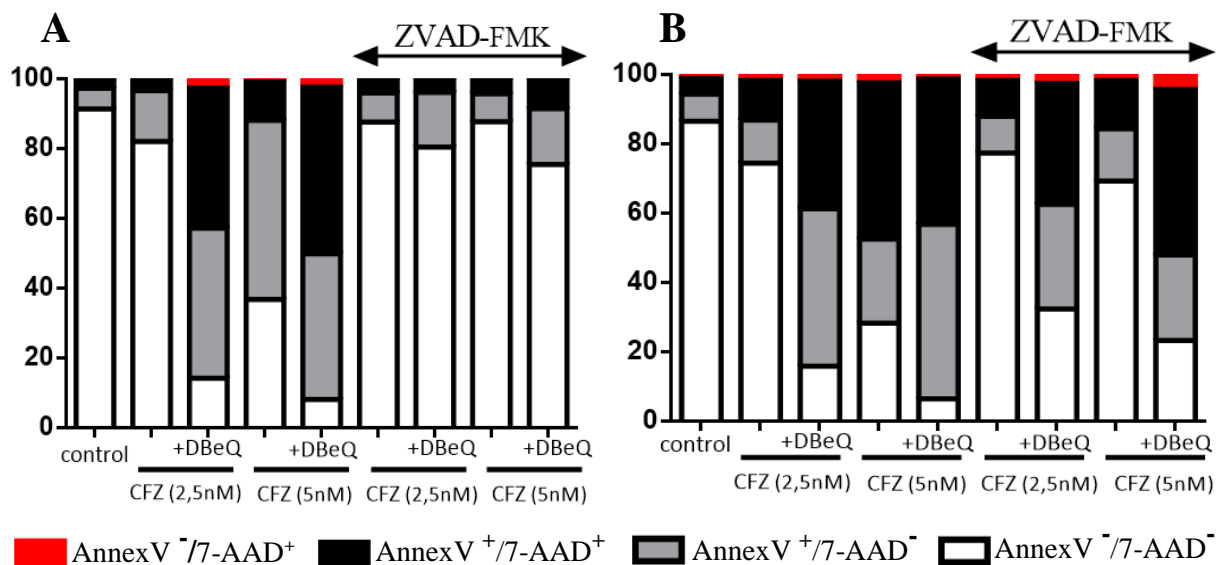 A
ZVAD-FMK
100
80
60
40
20
0
control
+DBeQ
+DBeQ
+DBeQ
+DBeQ
CFZ (2,5nM)
CFZ (5nM)
CFZ (2,5nM)
CFZ (5nM)
B
ZVAD-FMK
100
80
60
40
20
0
control
+DBeQ
+DBeQ
+DBeQ
+DBeQ
CFZ (2,5nM)
CFZ (5nM)
CFZ (2,5nM)
CFZ (5nM)
AnnexV ⁻/7-AAD⁺ AnnexV ⁺/7-AAD⁺ AnnexV ⁺/7-AAD⁻ AnnexV ⁻/7-AAD⁻